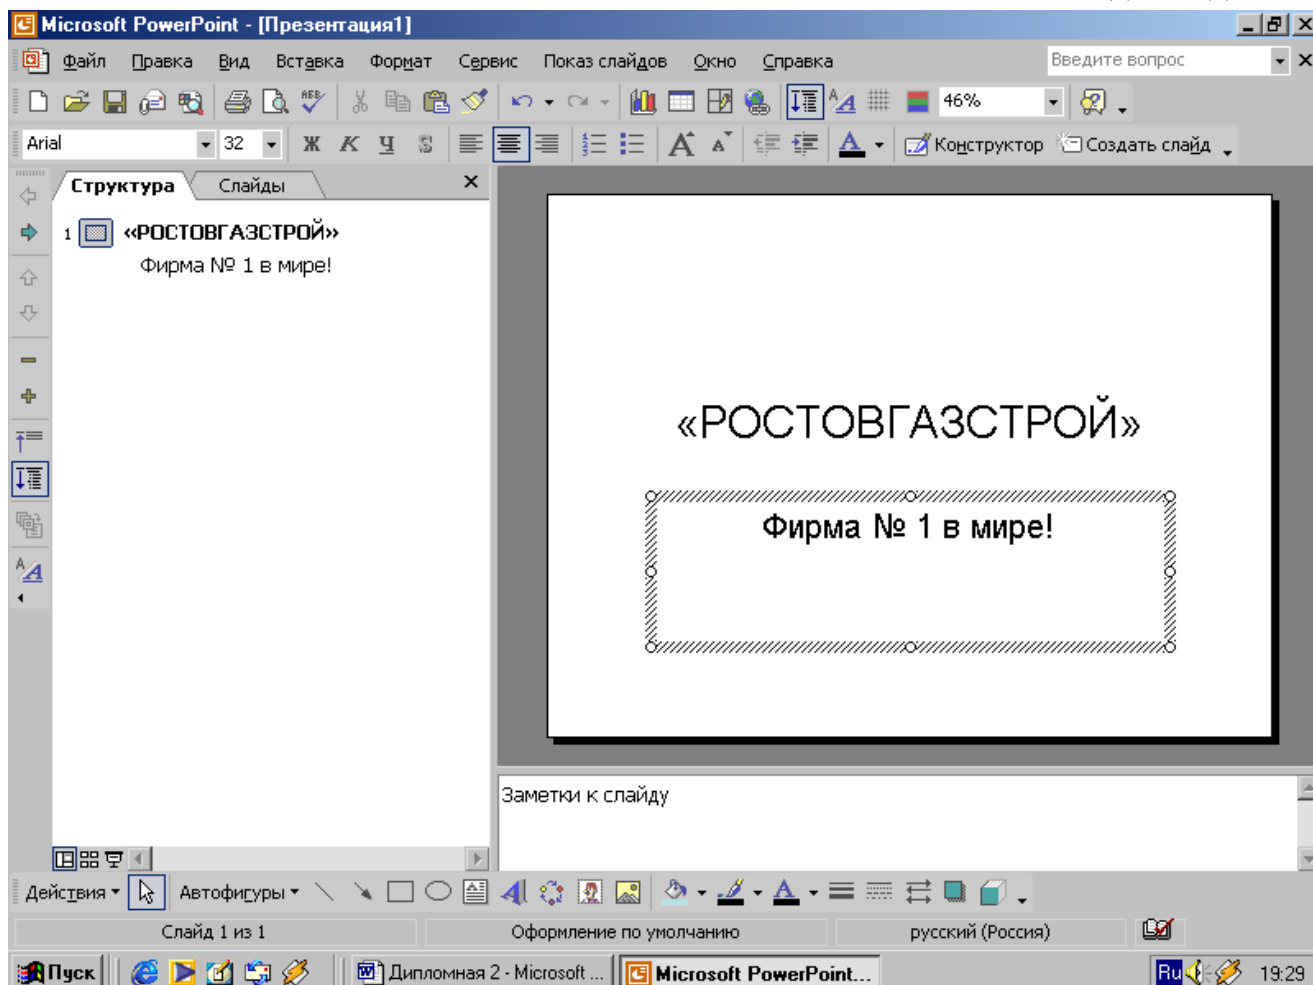 Microsoft PowerPoint - [Презентация1]
Файл Правка Вид Вставка Формат Сервис Показ слайдов Окно Справка Введите вопрос
46%
Arial 32 Ж К Ч S Конструктор Создать слайд
Структура Слайды
1 «РОСТОВГАЗСТРОЙ»
Фирма № 1 в мире!
«РОСТОВГАЗСТРОЙ»
Фирма № 1 в мире!
Заметки к слайду
Действия Автофигуры
Слайд 1 из 1 Оформление по умолчанию русский (Россия)
Пуск Дипломная 2 - Microsoft ... Microsoft PowerPoint... Ru 19:29